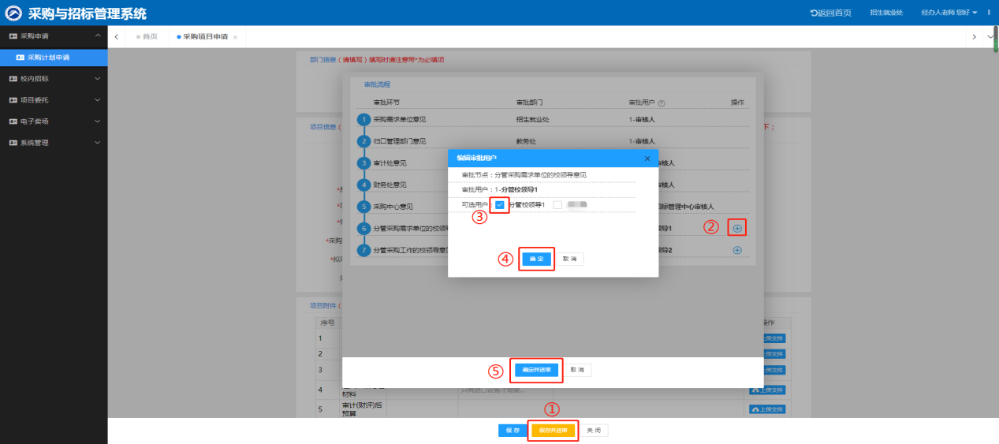 采购与招标管理系统
返回首页 招生就业处 经办人老师 您好
采购申请
首页 采购项目申请
采购计划申请
校内招标
项目委托
电子卖场
系统管理
部门信息（请填写）填写时请注意带*为必填项
审批流程
审批环节 审批部门 审批用户 操作
1 采购需求单位意见 招生就业处 1-审核人
项目信息（ 下：
2 归口管理部门意见 教务处 1-审核人
编辑审批用户
3 审计处意见 审核人
审批节点：分管采购需求单位的校领导意见
4 财务处意见 审核人
审批用户：1-分管校领导1
可选用户： 分管校领导1
③
5 采购中心意见 招标管理中心审核人
6 分管采购需求单位的校领导 导1 ②
*采购
7 分管采购工作的校领导意见 导2
*拟
④ 确 定 取 消
项目附件（
序号 操作
1 上传文件
2 上传文件
3 上传文件
⑤ 确定并送审 取 消
4 材料 只有进口设备才需要... 上传文件
5 审计(财评)后
预算 上传文件
①
保 存 保存并送审 关 闭